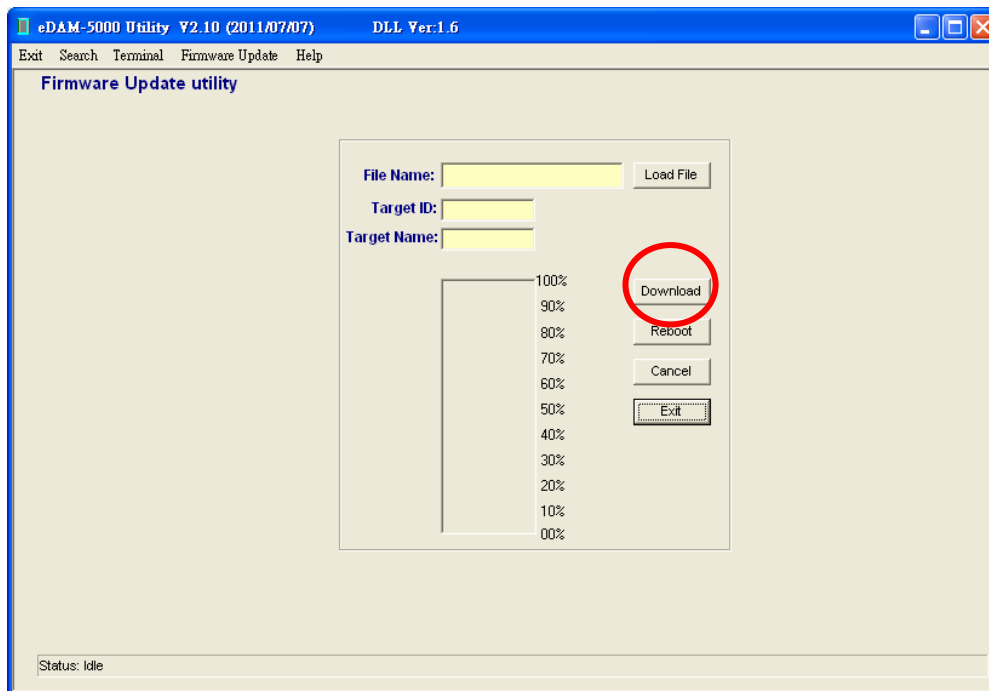 eDAM-5000 Utility V2.10 (2011/07/07) DLL Ver:1.6
Exit Search Terminal Firmware Update Help
Firmware Update utility
File Name: Load File
Target ID:
Target Name:
100%
Download
90%
80% Reboot
70%
Cancel
60%
50% Exit
40%
30%
20%
10%
00%
Status: Idle